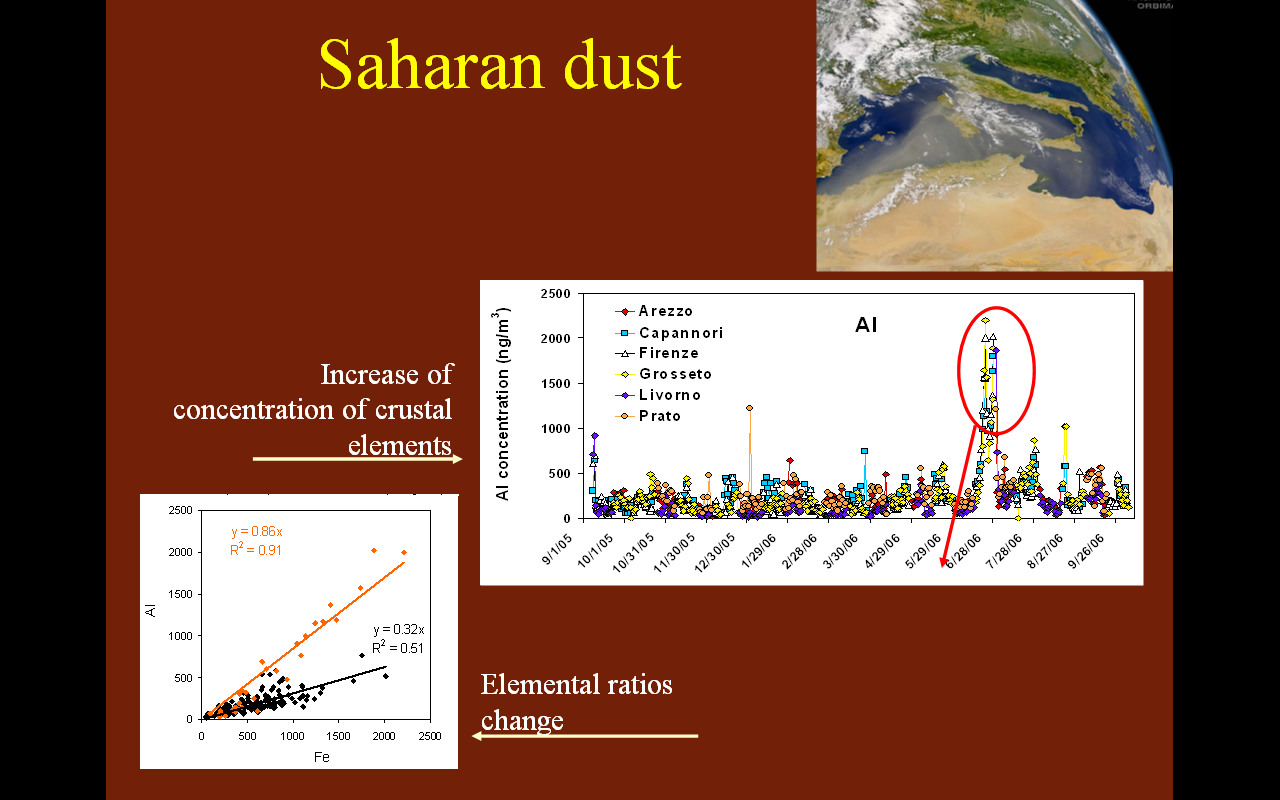 ORBIMA
Saharan dust
Increase of
concentration of crustal
elements
Al concentration (ng/m³)
2500
2000
1500
1000
500
0
Al
Arezzo
Capannori
Firenze
Grosseto
Livorno
Prato
9/1/05
10/1/05
10/31/05
11/30/05
12/30/05
1/29/06
2/28/06
3/30/06
4/29/06
5/29/06
6/28/06
7/28/06
8/27/06
9/26/06
2500
2000
1500
1000
500
0
Al
y = 0.86x
R² = 0.91
y = 0.32x
R² = 0.51
0 500 1000 1500 2000 2500
Fe
Elemental ratios
change